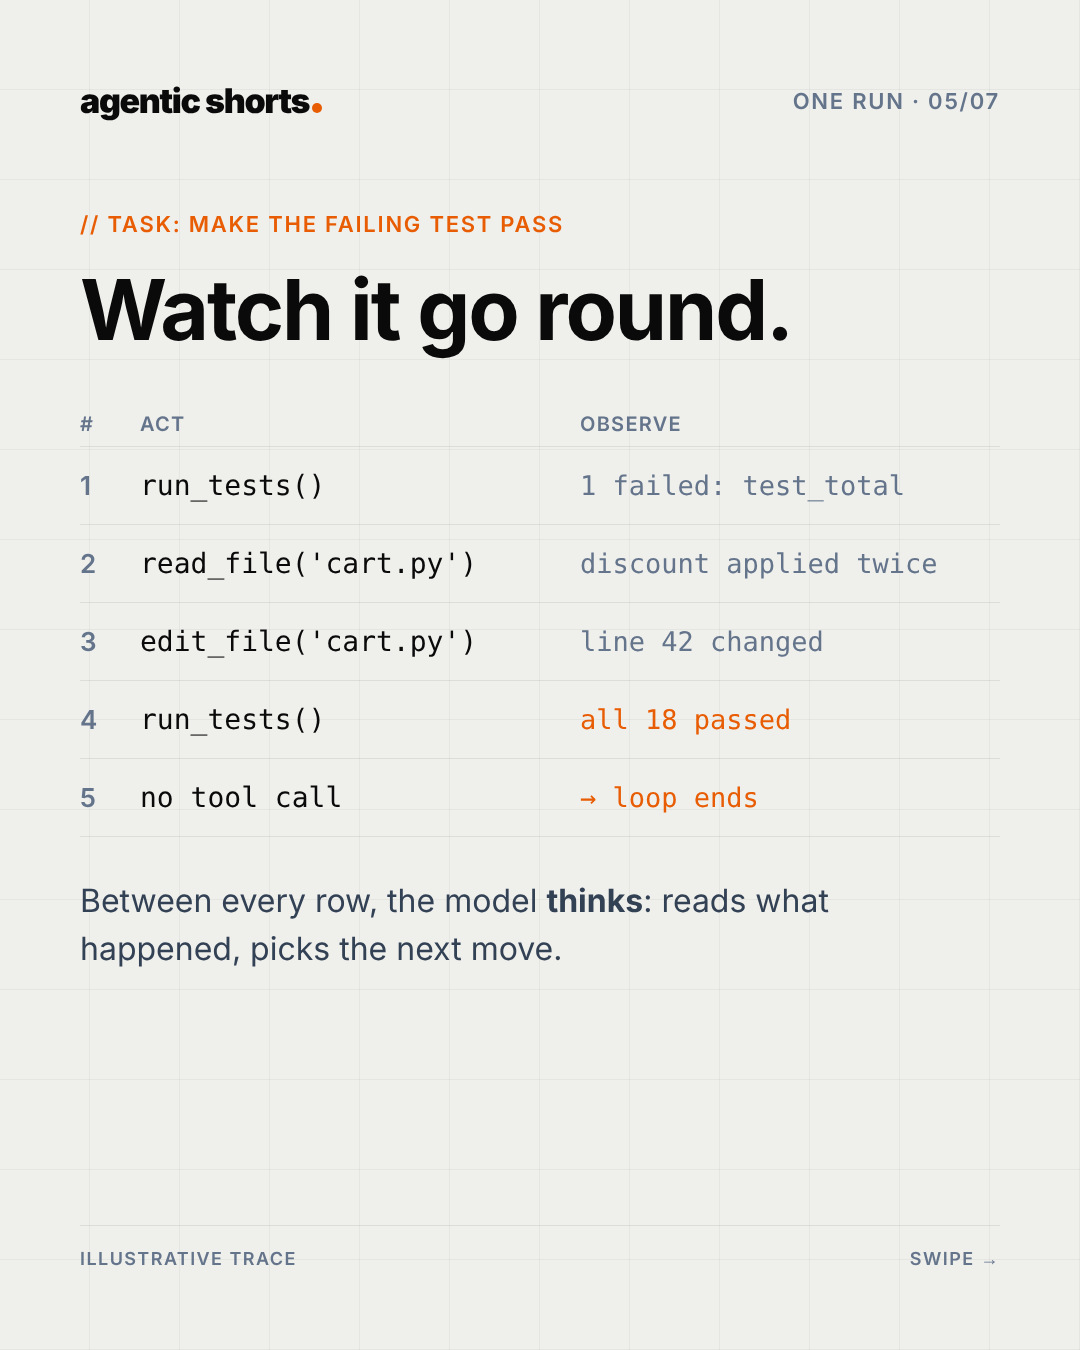 agentic shorts.
ONE RUN · 05/07
// TASK: MAKE THE FAILING TEST PASS
Watch it go round.
# ACT OBSERVE
1 run_tests() 1 failed: test_total
2 read_file('cart.py') discount applied twice
3 edit_file('cart.py') line 42 changed
4 run_tests() all 18 passed
5 no tool call → loop ends
Between every row, the model thinks: reads what
happened, picks the next move.
ILLUSTRATIVE TRACE
SWIPE →